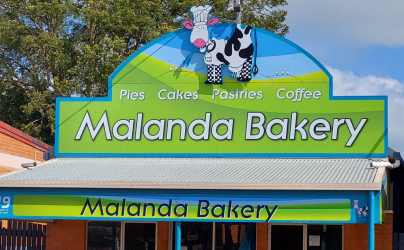 Pies Cakes Pastries Coffee
Malanda Bakery
Malanda Bakery